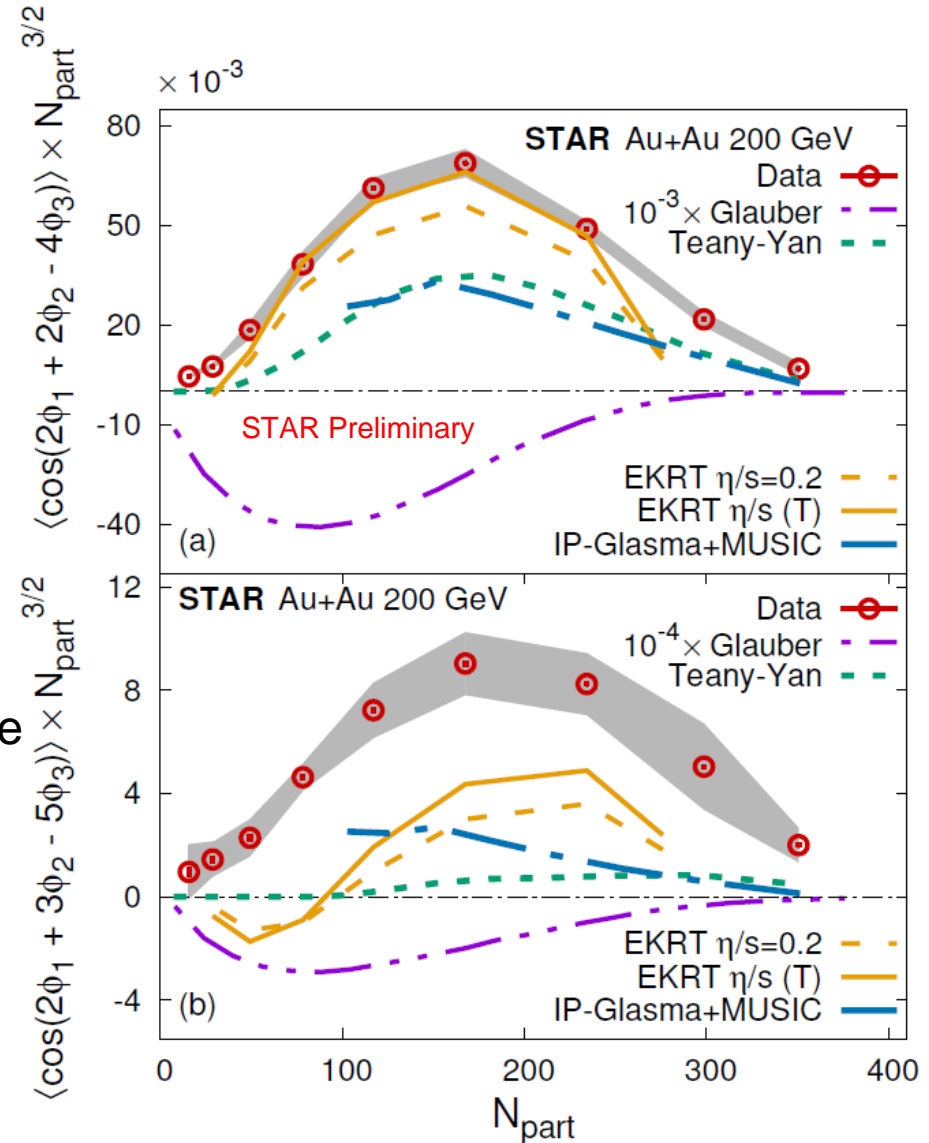 ⟨cos(2ϕ1 + 2ϕ2 - 4ϕ3)⟩ × Npart 3/2
× 10-3
80
50
20
-10
-40
STAR Au+Au 200 GeV
Data
10-3× Glauber
Teany-Yan
STAR Preliminary
EKRT η/s=0.2
EKRT η/s (T)
IP-Glasma+MUSIC
(a)
⟨cos(2ϕ1 + 3ϕ2 - 5ϕ3)⟩ × Npart 3/2
12
8
4
0
-4
STAR Au+Au 200 GeV
Data
10-4× Glauber
Teany-Yan
e
EKRT η/s=0.2
EKRT η/s (T)
IP-Glasma+MUSIC
(b)
0 100 200 300 400
Npart